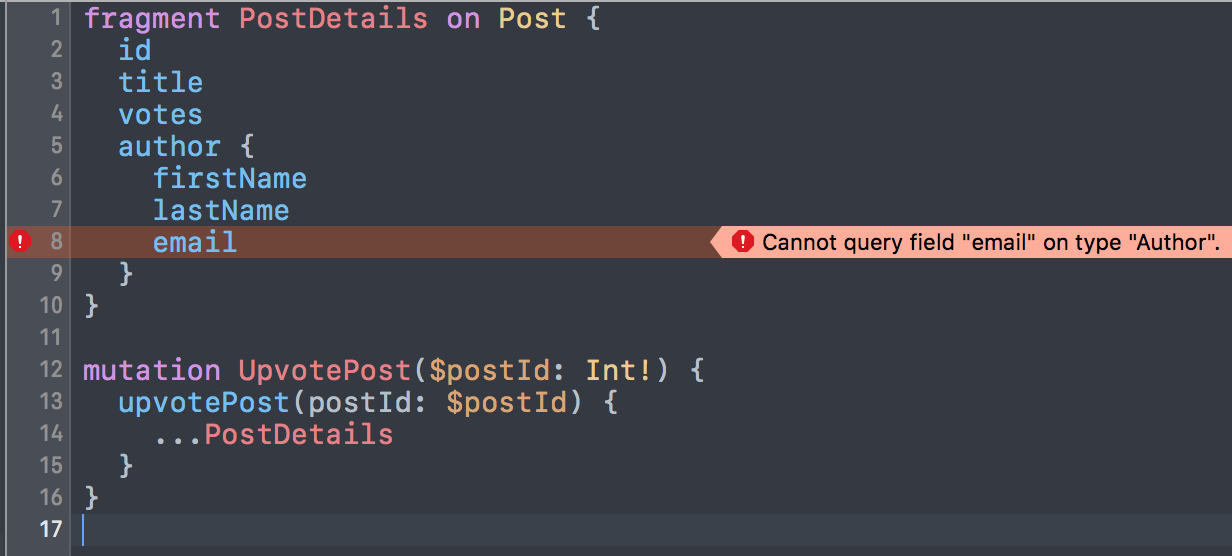 1 fragment PostDetails on Post {
2 id
3 title
4 votes
5 author {
6 firstName
7 lastName
8 email Cannot query field "email" on type "Author".
9 }
10 }
11
12 mutation UpvotePost($postId: Int!) {
13 upvotePost(postId: $postId) {
14 ...PostDetails
15 }
16 }
17